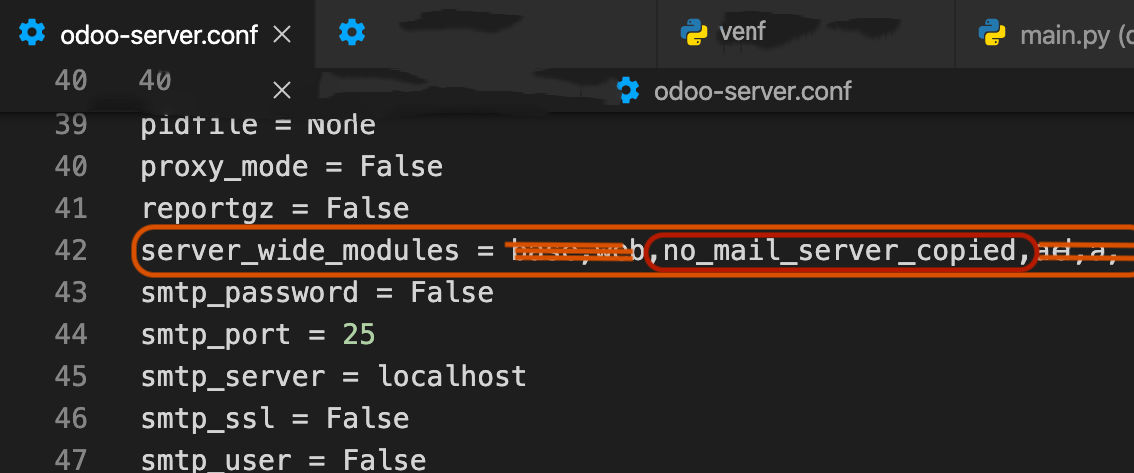 odoo-server.conf venf main.py (
40 40
odoo-server.conf
39 pidfile = None
40 proxy_mode = False
41 reportgz = False
42 server_wide_modules = base,web,no_mail_server_copied,
43 smtp_password = False
44 smtp_port = 25
45 smtp_server = localhost
46 smtp_ssl = False
47 smtp_user = False